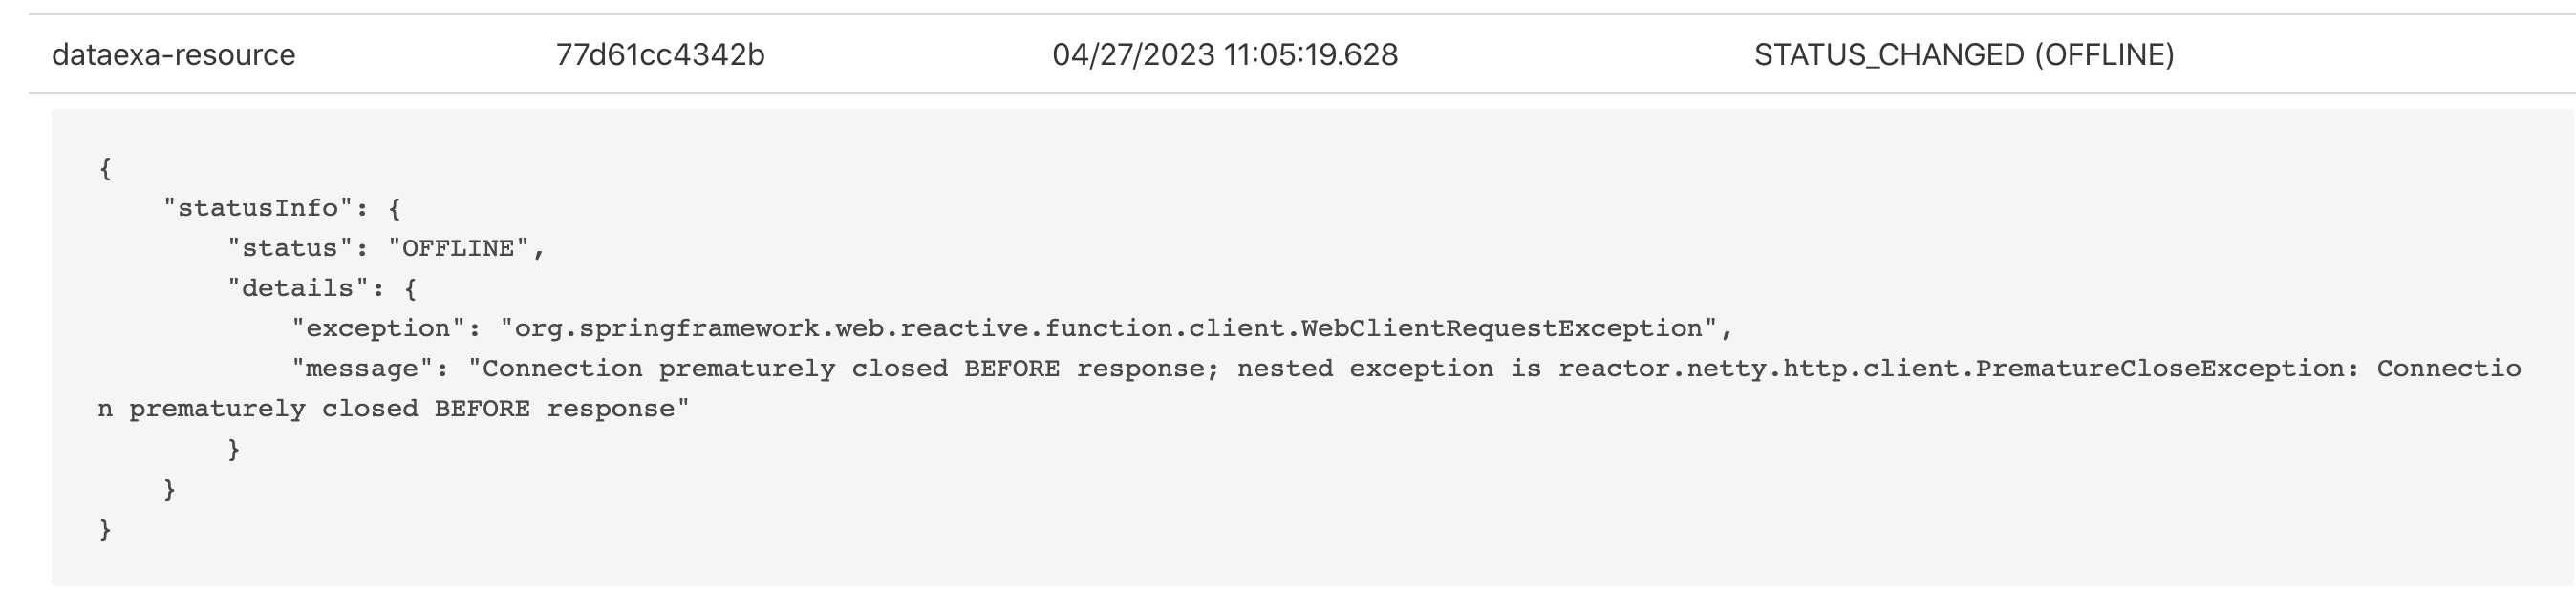 dataexa-resource 77d61cc4342b 04/27/2023 11:05:19.628 STATUS_CHANGED (OFFLINE)
{
    "statusInfo": {
        "status": "OFFLINE",
        "details": {
            "exception": "org.springframework.web.reactive.function.client.WebClientRequestException",
            "message": "Connection prematurely closed BEFORE response; nested exception is reactor.netty.http.client.PrematureCloseException: Connectio
n prematurely closed BEFORE response"
        }
    }
}